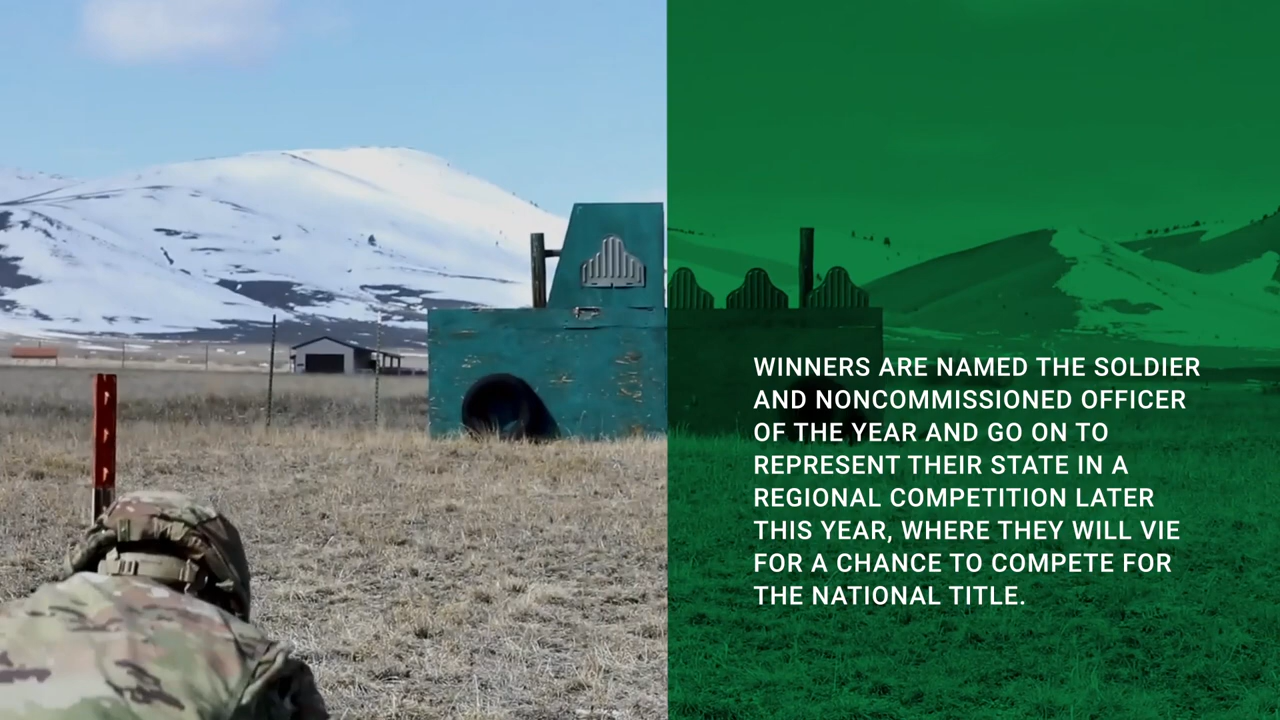 WINNERS ARE NAMED THE SOLDIER
AND NONCOMMISSIONED OFFICER
OF THE YEAR AND GO ON TO
REPRESENT THEIR STATE IN A
REGIONAL COMPETITION LATER
THIS YEAR, WHERE THEY WILL VIE
FOR A CHANCE TO COMPETE FOR
THE NATIONAL TITLE.